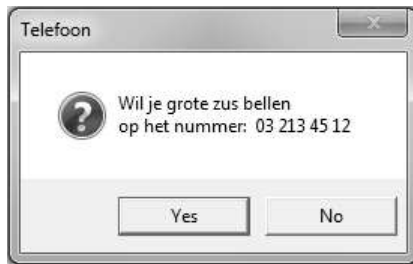 Telefoon
Wil je grote zus bellen
op het nummer: 03 213 45 12
Yes
No